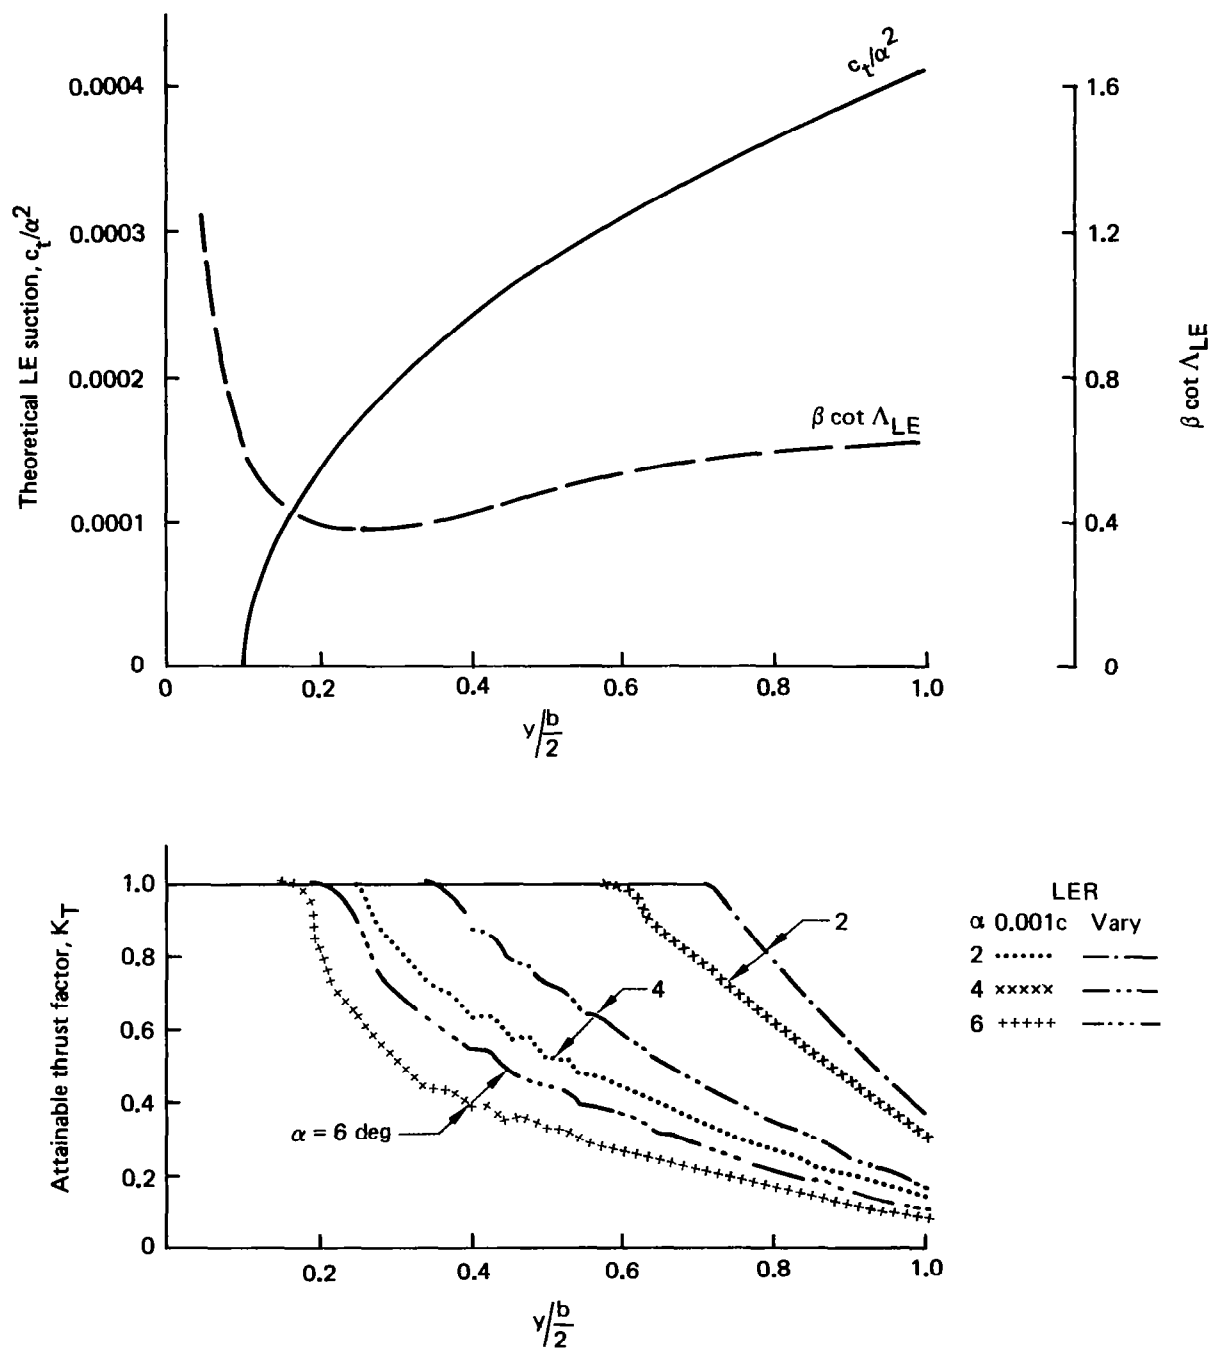 c_t/α²
0.0004
0.0003
0.0002
0.0001
0
Theoretical LE suction, c_t/α²
1.6
1.2
0.8
0.4
0
β cot Λ_LE
β cot Λ_LE
0 0.2 0.4 0.6 0.8 1.0
y/b/2
1.0
0.8
0.6
0.4
0.2
0
Attainable thrust factor, K_T
2
4
α = 6 deg
LER
α 0.001c Vary
2
4 xxxxx
6 +++++
0.2 0.4 0.6 0.8 1.0
y/b/2